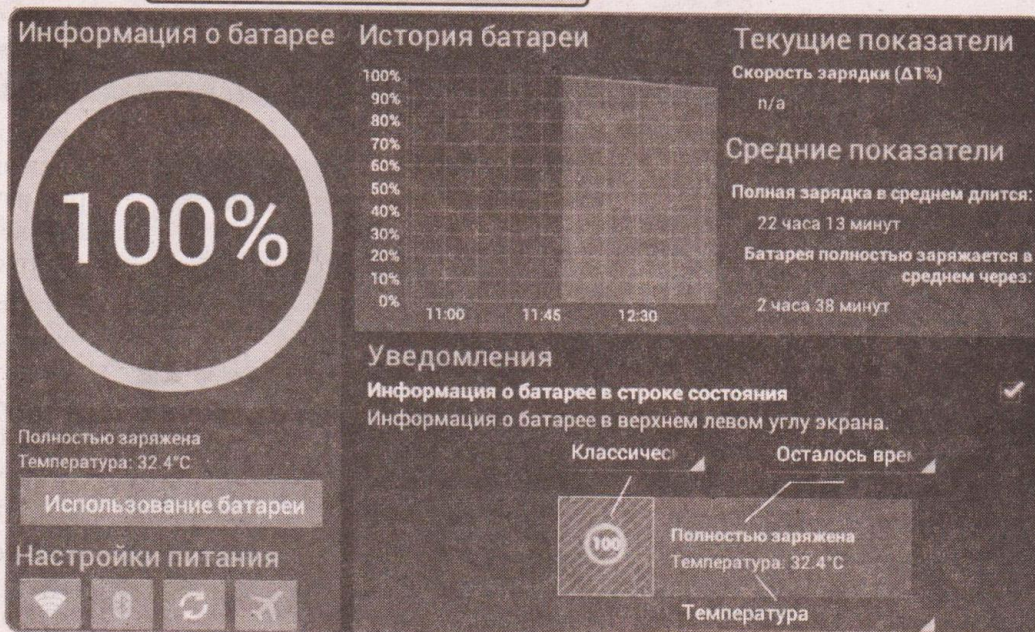 Информация о батарее
100%
Полностью заряжена
Температура: 32.4°C
Использование батареи
Настройки питания
История батареи
100%
90%
80%
70%
60%
50%
40%
30%
20%
10%
0%
11:00 11:45 12:30
Текущие показатели
Скорость зарядки (Δ1%)
n/a
Средние показатели
Полная зарядка в среднем длится:
22 часа 13 минут
Батарея полностью заряжается в
среднем через:
2 часа 38 минут
Уведомления
Информация о батарее в строке состояния
Информация о батарее в верхнем левом углу экрана.
Классичес Осталось врем
100
Полностью заряжена
Температура: 32.4°C
Температура